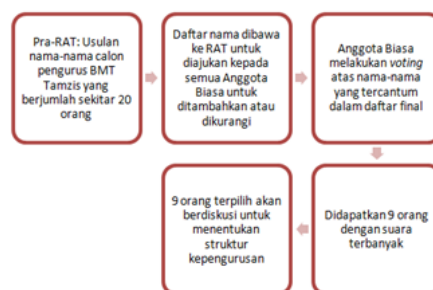 Pra-RAT: Usulan
nama-nama calon
pengurus BMT
Tamzis yang
berjumlah sekitar 20
orang
Daftar nama dibawa
ke RAT untuk
diajukan kepada
semua Anggota
Biasa untuk
ditambahkan atau
dikurangi
Anggota Biasa
melakukan voting
atas nama-nama
yang tercantum
dalam daftar final
Didapatkan 9 orang
dengan suara
terbanyak
9 orang terpilih akan
berdiskusi untuk
menentukan
struktur
kepengurusan